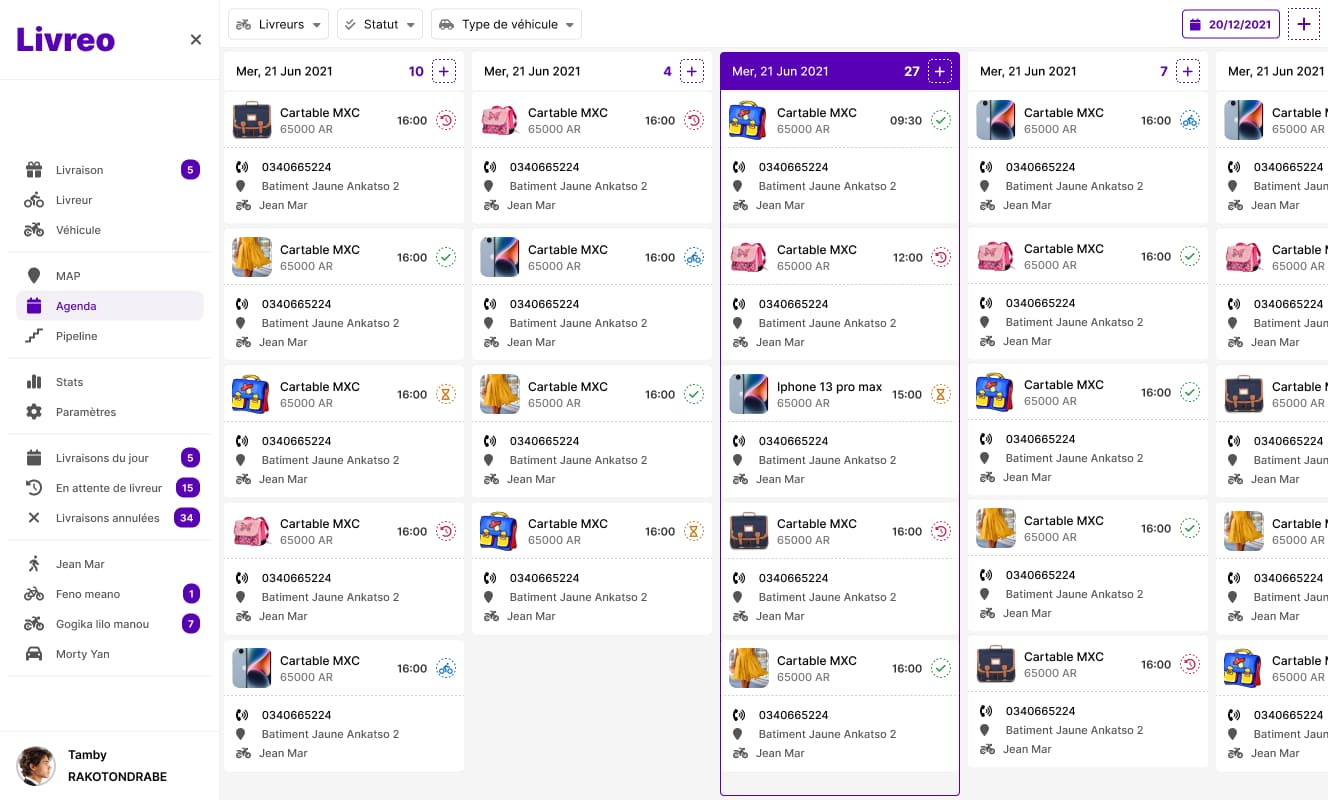 Livreo
Livraison 5
Livreur
Véhicule
MAP
Agenda
Pipeline
Stats
Paramètres
Livraisons du jour 5
En attente de livreur 15
Livraisons annulées 34
Jean Mar
Feno meano 1
Gogika lilo manou 7
Morty Yan
Tamby
RAKOTONDRABE
Livreurs Statut Type de véhicule 20/12/2021
Mer, 21 Jun 2021 10
Cartable MXC 16:00
65000 AR
0340665224
Batiment Jaune Ankatso 2
Jean Mar
Cartable MXC 16:00
65000 AR
0340665224
Batiment Jaune Ankatso 2
Jean Mar
Cartable MXC 16:00
65000 AR
0340665224
Batiment Jaune Ankatso 2
Jean Mar
Cartable MXC 16:00
65000 AR
0340665224
Batiment Jaune Ankatso 2
Jean Mar
Cartable MXC 16:00
65000 AR
0340665224
Batiment Jaune Ankatso 2
Jean Mar
Mer, 21 Jun 2021 4
Cartable MXC 16:00
65000 AR
0340665224
Batiment Jaune Ankatso 2
Jean Mar
Cartable MXC 16:00
65000 AR
0340665224
Batiment Jaune Ankatso 2
Jean Mar
Cartable MXC 16:00
65000 AR
0340665224
Batiment Jaune Ankatso 2
Jean Mar
Cartable MXC 16:00
65000 AR
0340665224
Batiment Jaune Ankatso 2
Jean Mar
Mer, 21 Jun 2021 27
Cartable MXC 09:30
65000 AR
0340665224
Batiment Jaune Ankatso 2
Jean Mar
Cartable MXC 12:00
65000 AR
0340665224
Batiment Jaune Ankatso 2
Jean Mar
Iphone 13 pro max 15:00
65000 AR
0340665224
Batiment Jaune Ankatso 2
Jean Mar
Cartable MXC 16:00
65000 AR
0340665224
Batiment Jaune Ankatso 2
Jean Mar
Cartable MXC 16:00
65000 AR
0340665224
Batiment Jaune Ankatso 2
Jean Mar
Mer, 21 Jun 2021 7
Cartable MXC 16:00
65000 AR
0340665224
Batiment Jaune Ankatso 2
Jean Mar
Cartable MXC 16:00
65000 AR
0340665224
Batiment Jaune Ankatso 2
Jean Mar
Cartable MXC 16:00
65000 AR
0340665224
Batiment Jaune Ankatso 2
Jean Mar
Cartable MXC 16:00
65000 AR
0340665224
Batiment Jaune Ankatso 2
Jean Mar
Cartable MXC 16:00
65000 AR
0340665224
Batiment Jaune Ankatso 2
Jean Mar
Mer, 21 Jun 2021
Cartable
65000 AR
0340665224
Batiment Jaune
Jean Mar
Cartable
65000 AR
0340665224
Batiment Jaune
Jean Mar
Cartable
65000 AR
0340665224
Batiment Jaune
Jean Mar
Cartable
65000 AR
0340665224
Batiment Jaune
Jean Mar
Cartable
65000 AR
0340665224
Batiment Jaune
Jean Mar